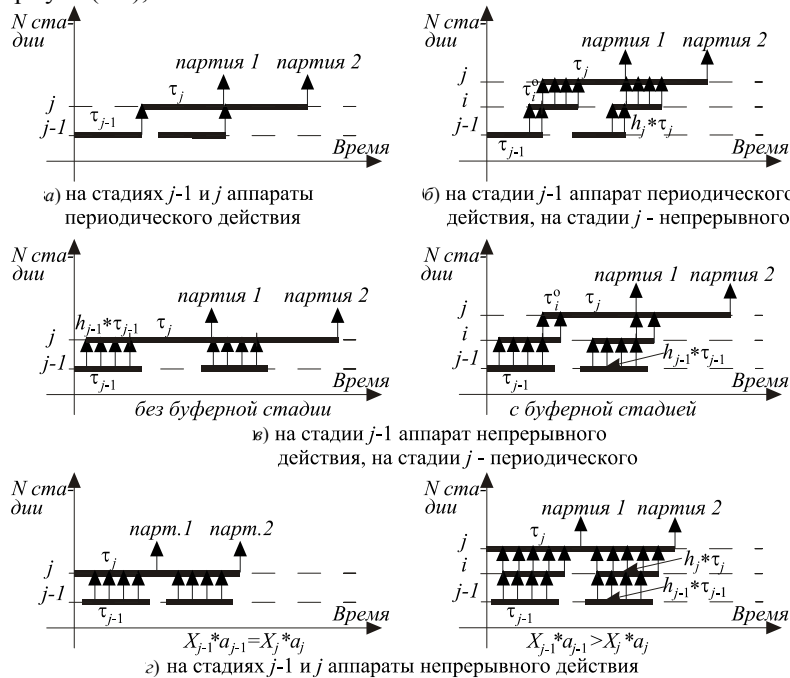 N ста-
дии
партия 1 партия 2
j
τj
j-1
τj-1
Время
а) на стадиях j-1 и j аппараты
периодического действия
N ста-
дии
партия 1 партия 2
j
τj
τiº
i
j-1
hj*τj
τj-1
Время
б) на стадии j-1 аппарат периодического
действия, на стадии j - непрерывного
N ста-
дии
партия 1 партия 2
hj-1*τj-1
τj
j
j-1
τj-1
Время
без буферной стадии
N ста-
дии
партия 1 партия 2
τiº
τj
j
i
j-1
hj-1*τj-1
τj-1
Время
с буферной стадией
в) на стадии j-1 аппарат непрерывного
действия, на стадии j - периодического
N ста-
дии
парт.1 парт.2
τj
j
j-1
τj-1
Время
Xj-1*aj-1=Xj*aj
N ста-
дии
партия 1 партия 2
τj
j
i
hj*τj
j-1
hj-1*τj-1
τj-1
Время
Xj-1*aj-1>Xj*aj
г) на стадиях j-1 и j аппараты непрерывного действия